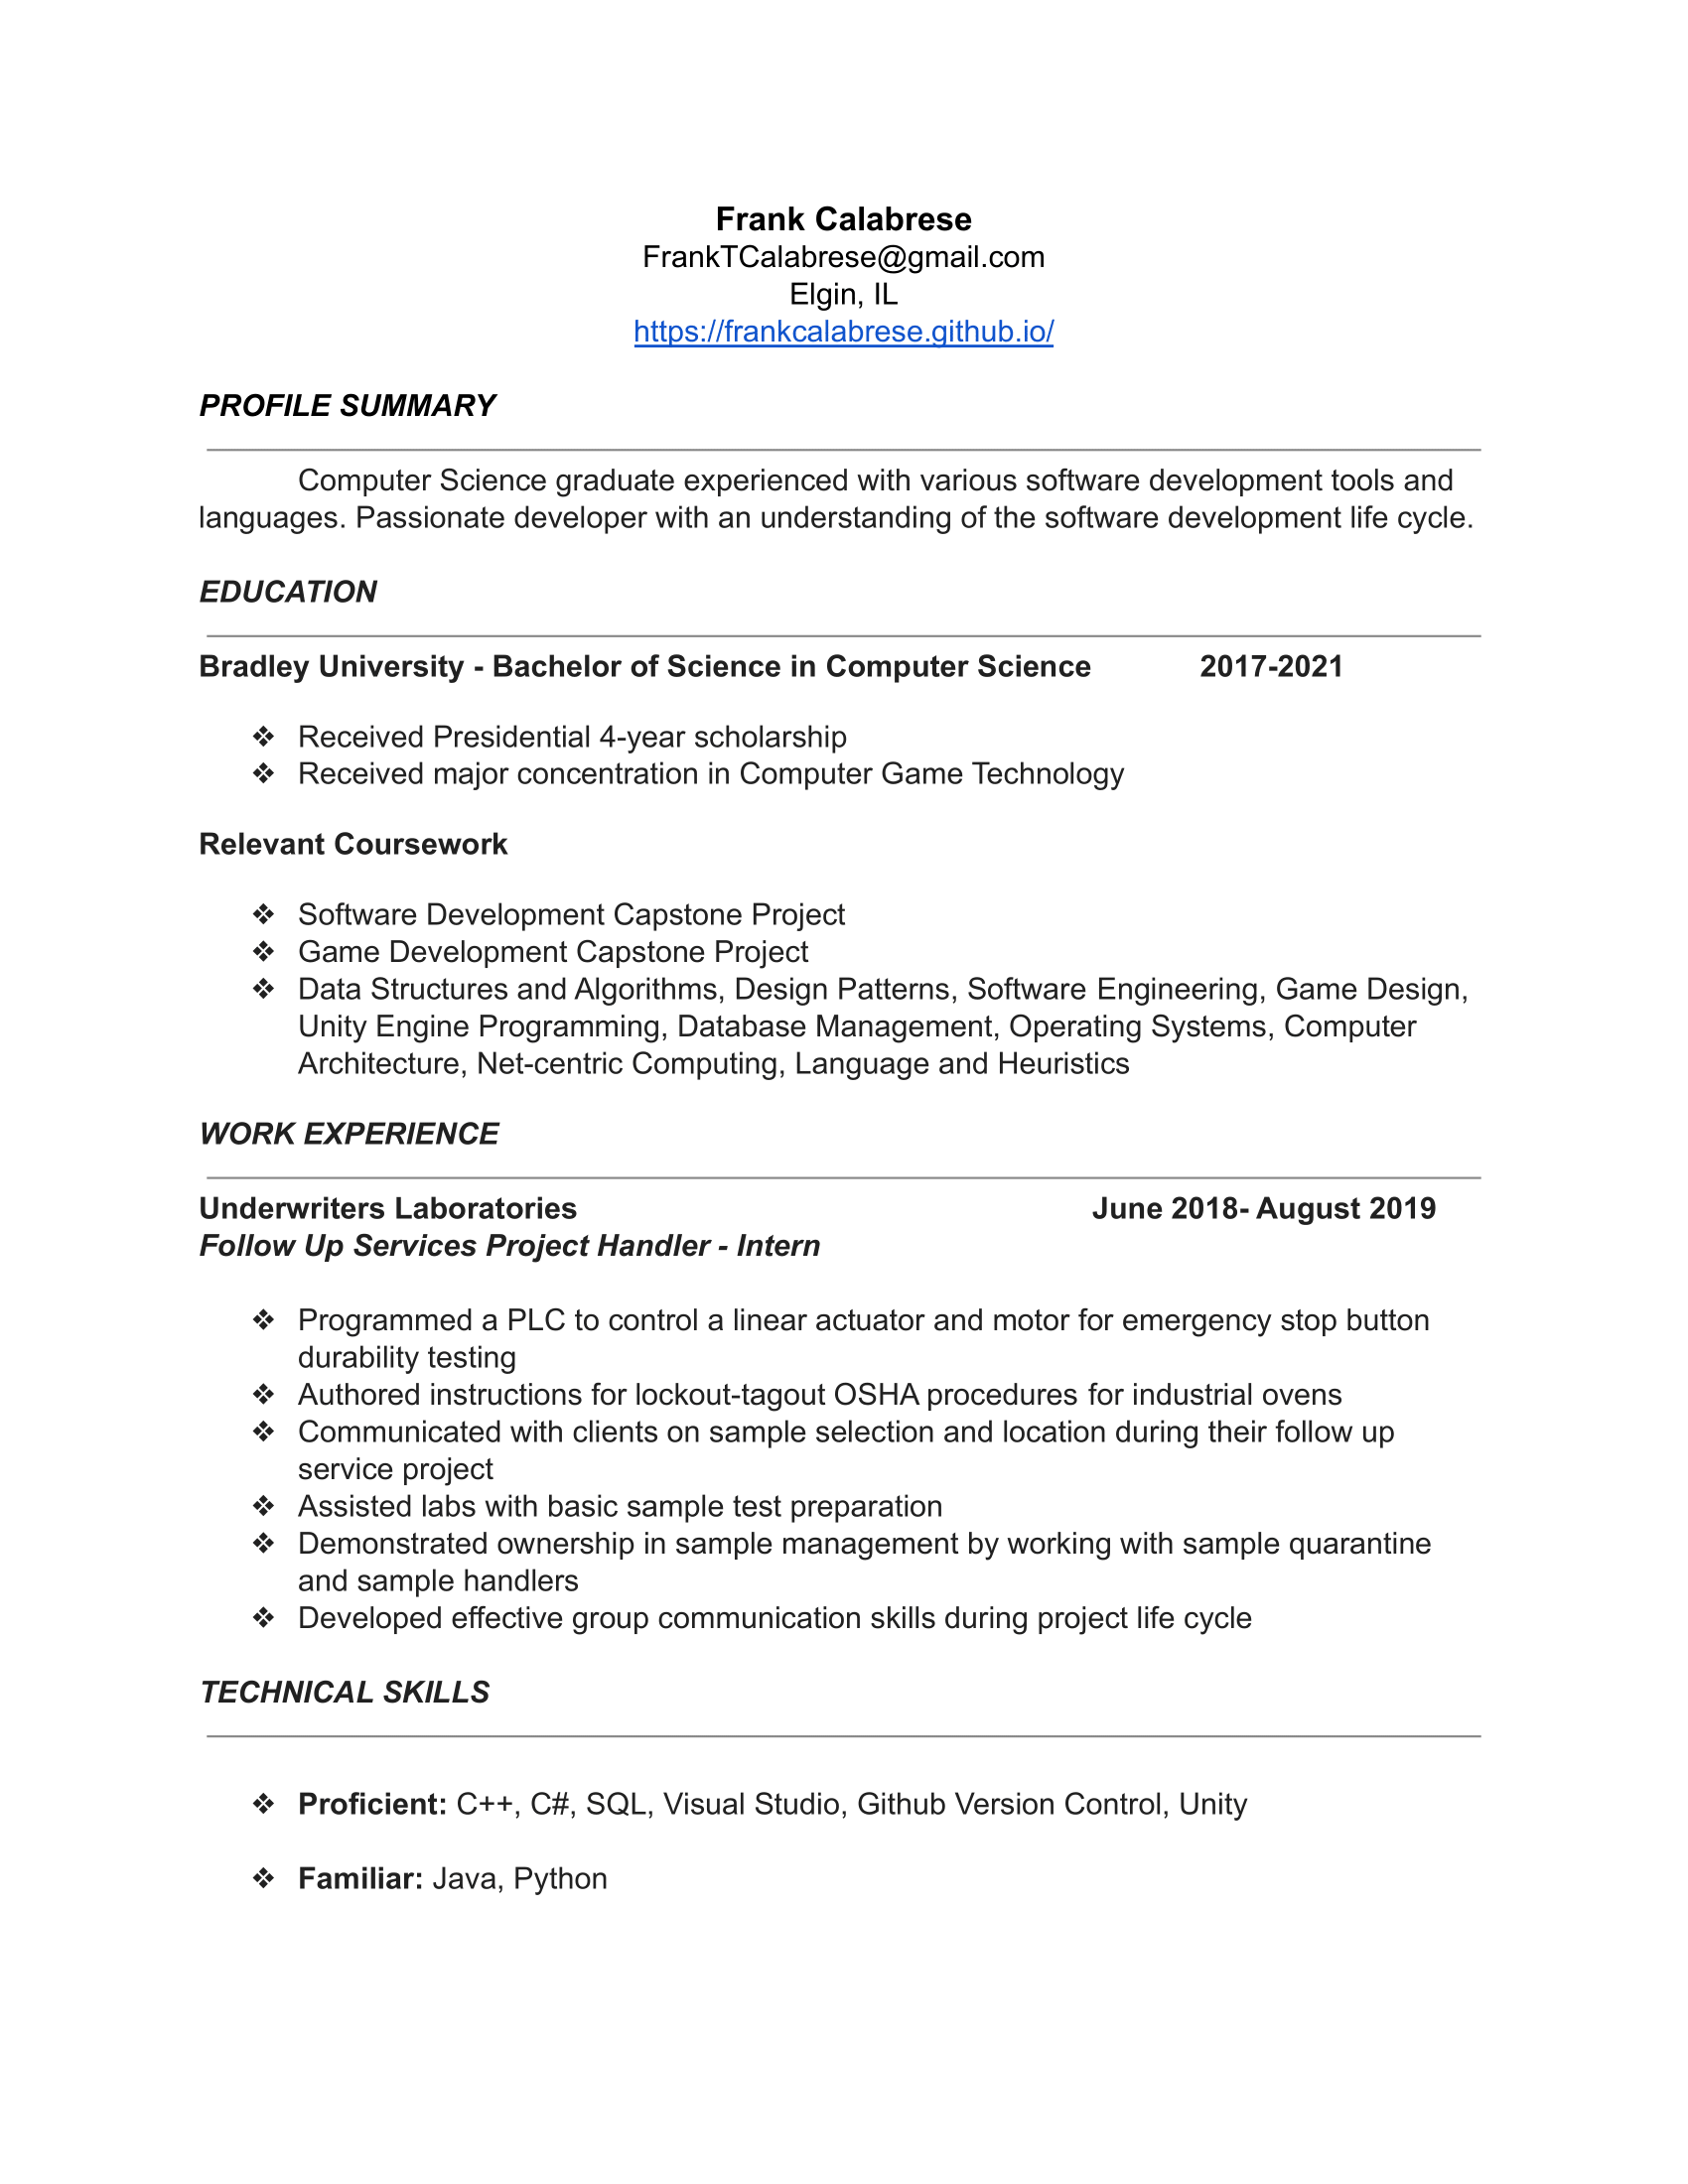 Frank Calabrese
FrankTCalabrese@gmail.com
Elgin, IL
https://frankcalabrese.github.io/
PROFILE SUMMARY
Computer Science graduate experienced with various software development tools and
languages. Passionate developer with an understanding of the software development life cycle.
EDUCATION
Bradley University - Bachelor of Science in Computer Science 2017-2021
❖ Received Presidential 4-year scholarship
❖ Received major concentration in Computer Game Technology
Relevant Coursework
❖ Software Development Capstone Project
❖ Game Development Capstone Project
❖ Data Structures and Algorithms, Design Patterns, Software Engineering, Game Design,
Unity Engine Programming, Database Management, Operating Systems, Computer
Architecture, Net-centric Computing, Language and Heuristics
WORK EXPERIENCE
Underwriters Laboratories June 2018- August 2019
Follow Up Services Project Handler - Intern
❖ Programmed a PLC to control a linear actuator and motor for emergency stop button
durability testing
❖ Authored instructions for lockout-tagout OSHA procedures for industrial ovens
❖ Communicated with clients on sample selection and location during their follow up
service project
❖ Assisted labs with basic sample test preparation
❖ Demonstrated ownership in sample management by working with sample quarantine
and sample handlers
❖ Developed effective group communication skills during project life cycle
TECHNICAL SKILLS
❖ Proficient: C++, C#, SQL, Visual Studio, Github Version Control, Unity
❖ Familiar: Java, Python